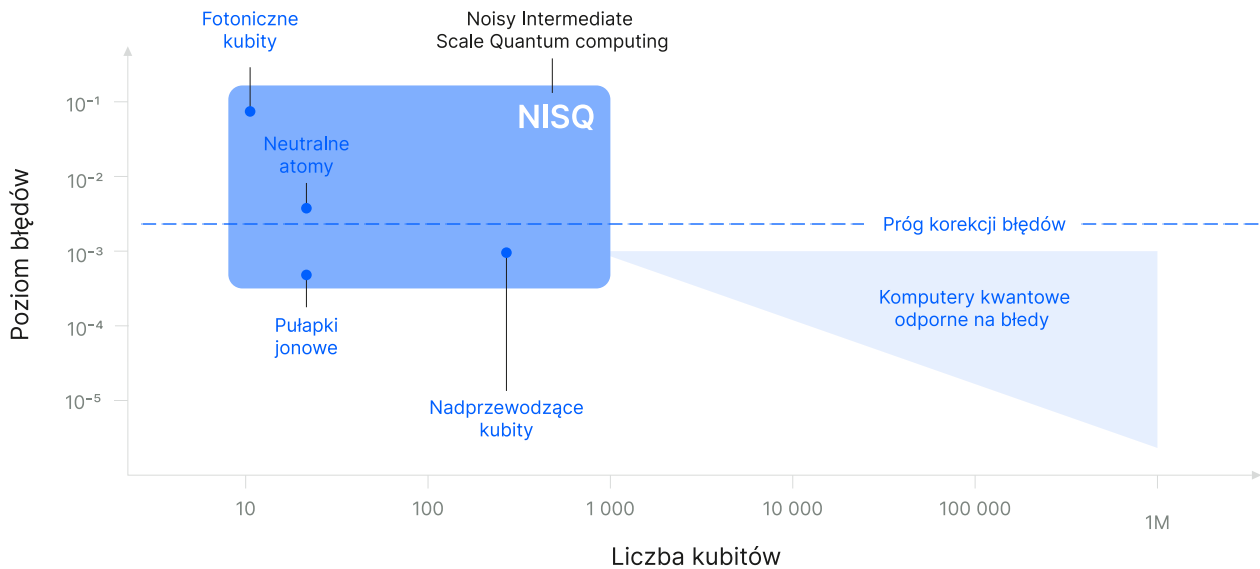 Fotoniczne
kubity
Noisy Intermediate
Scale Quantum computing
NISQ
Neutralne
atomy
Próg korekcji błędów
Komputery kwantowe
odporne na błedy
Pułapki
jonowe
Nadprzewodzące
kubity
Poziom błędów
10⁻¹
10⁻²
10⁻³
10⁻⁴
10⁻⁵
10
100
1 000
10 000
100 000
1M
Liczba kubitów